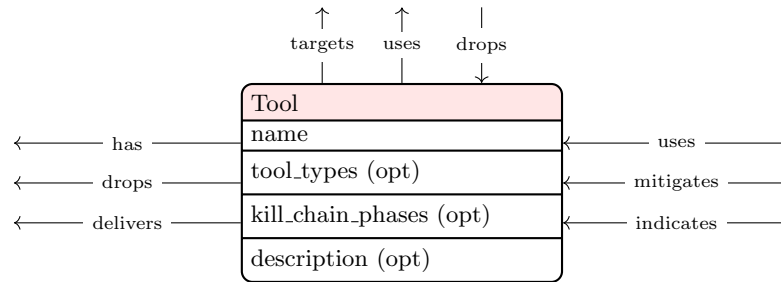 targets uses drops
Tool
has name uses
drops tool_types (opt) mitigates
delivers kill_chain_phases (opt) indicates
description (opt)